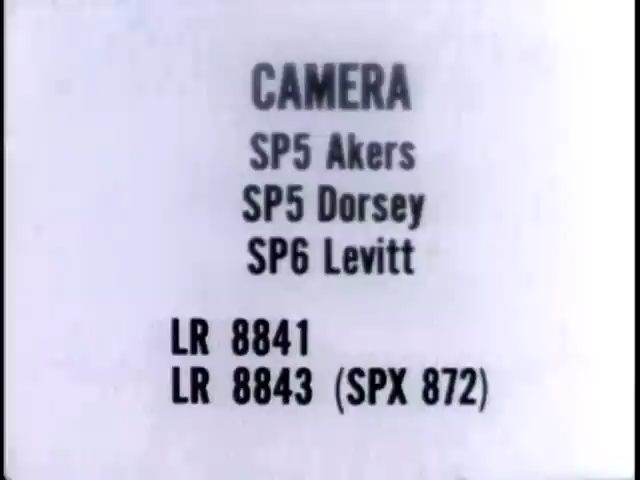 CAMERA
SP5 Akers
SP5 Dorsey
SP6 Levitt
LR 8841
LR 8843 (SPX 872)